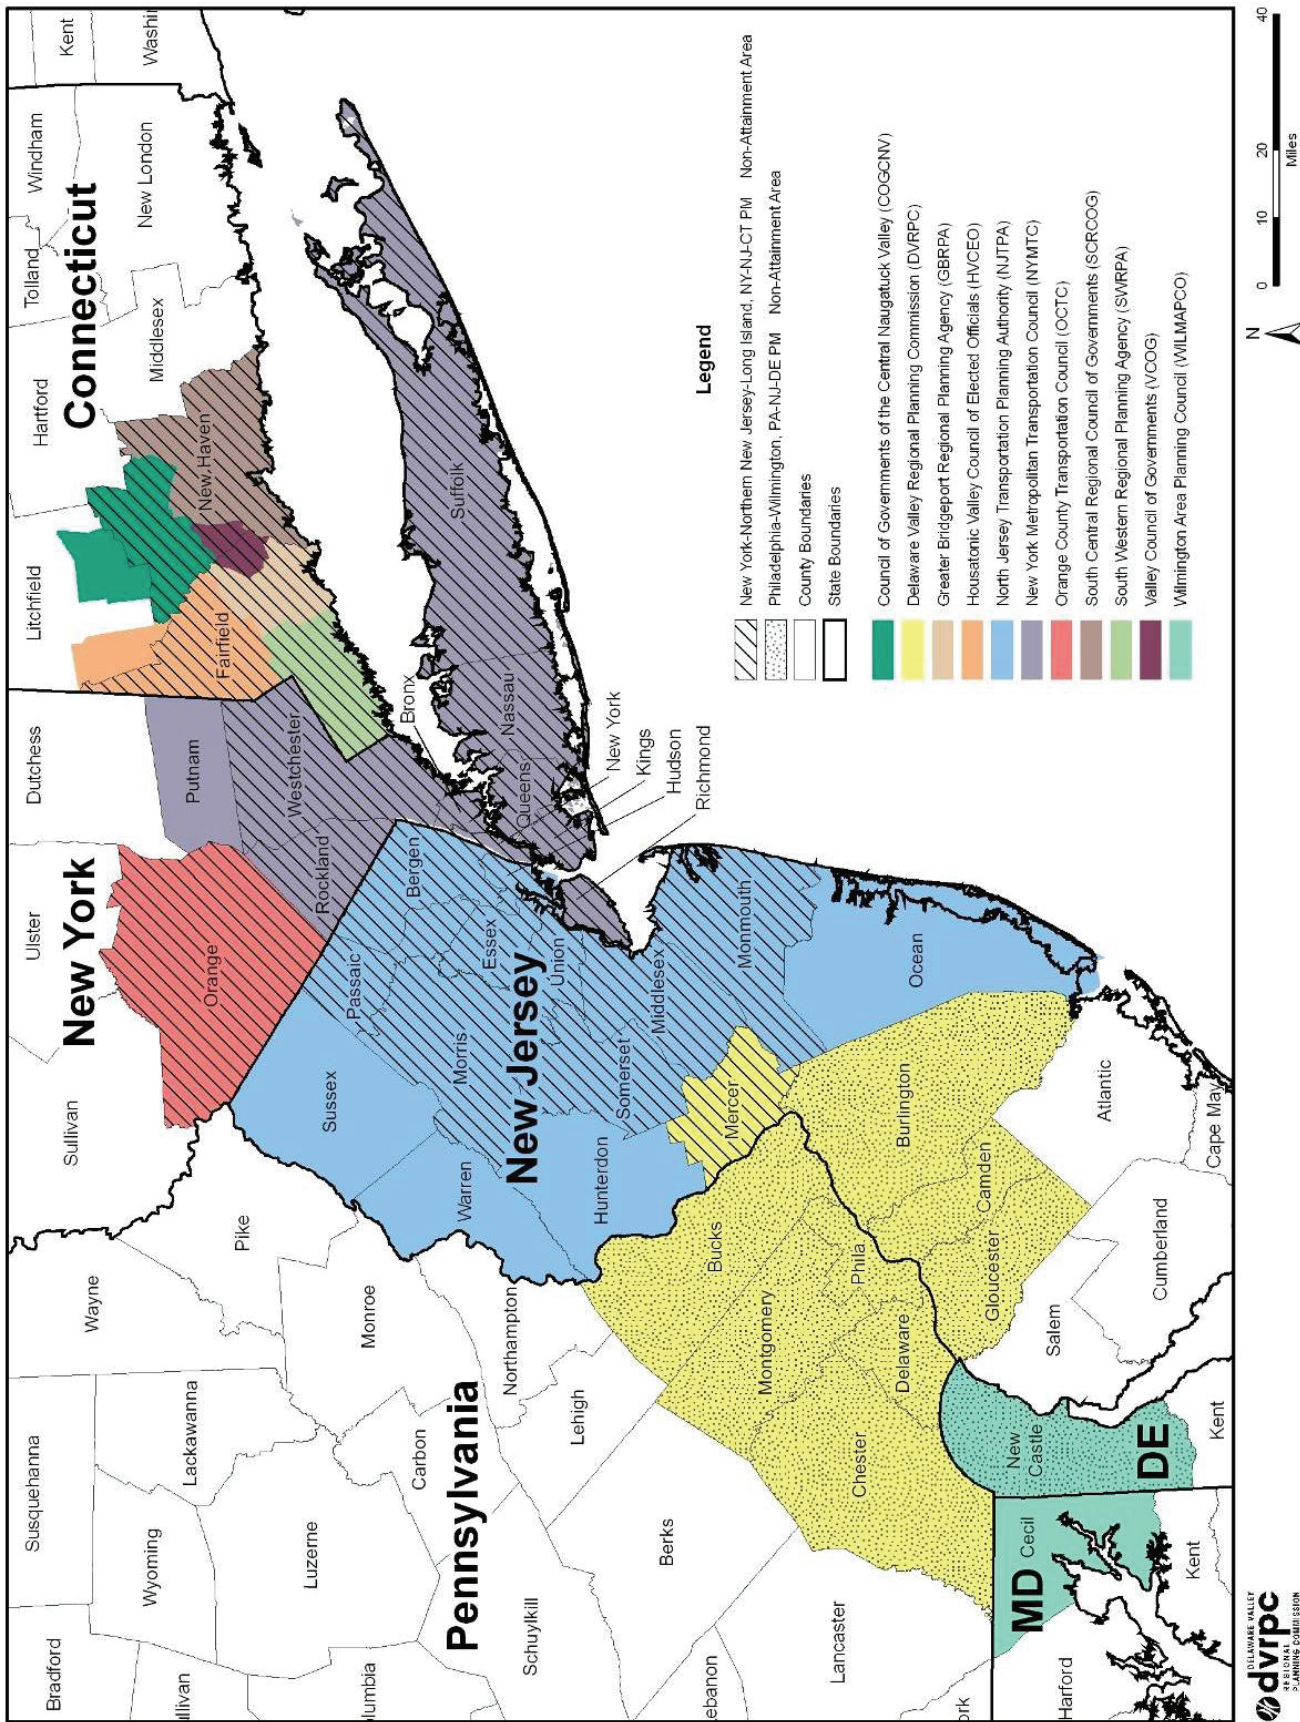 Connecticut
New York
New Jersey
Pennsylvania
MD
DE
Kent
Windham
Tolland
New London
Middlesex
Hartford
New Haven
Litchfield
Fairfield
Dutchess
Putnam
Westchester
Ulster
Rockland
Orange
Sullivan
Suffolk
Nassau
Queens
Bronx
New York
Kings
Hudson
Richmond
Bergen
Passaic
Essex
Union
Morris
Sussex
Middlesex
Monmouth
Somerset
Ocean
Mercer
Warren
Hunterdon
Burlington
Camden
Gloucester
Atlantic
Cape May
Cumberland
Salem
Wayne
Pike
Monroe
Northampton
Lehigh
Carbon
Susquehanna
Lackawanna
Wyoming
Luzerne
Bradford
Schuylkill
Berks
Lancaster
Bucks
Montgomery
Phila
Delaware
Chester
New
Castle
Kent
Cecil
Kent
Harford
ullivan
olumbia
ebanon
ork
Washi
Legend
New York-Northern New Jersey-Long Island, NY-NJ-CT PM Non-Attainment Area
Philadelphia-Wilmington, PA-NJ-DE PM Non-Attainment Area
County Boundaries
State Boundaries
Council of Governments of the Central Naugatuck Valley (COGCNV)
Delaware Valley Regional Planning Commission (DVRPC)
Greater Bridgeport Regional Planning Agency (GBRPA)
Housatonic Valley Council of Elected Officials (HVCEO)
North Jersey Transportation Planning Authority (NJTPA)
New York Metropolitan Transportation Council (NYMTC)
Orange County Transportation Council (OCTC)
South Central Regional Council of Governments (SCRCOG)
South Western Regional Planning Agency (SWRPA)
Valley Council of Governments (VCOG)
Wilmington Area Planning Council (WILMAPCO)
N
0 10 20 40
Miles
dvrpc
DELAWARE VALLEY
REGIONAL
PLANNING COMMISSION